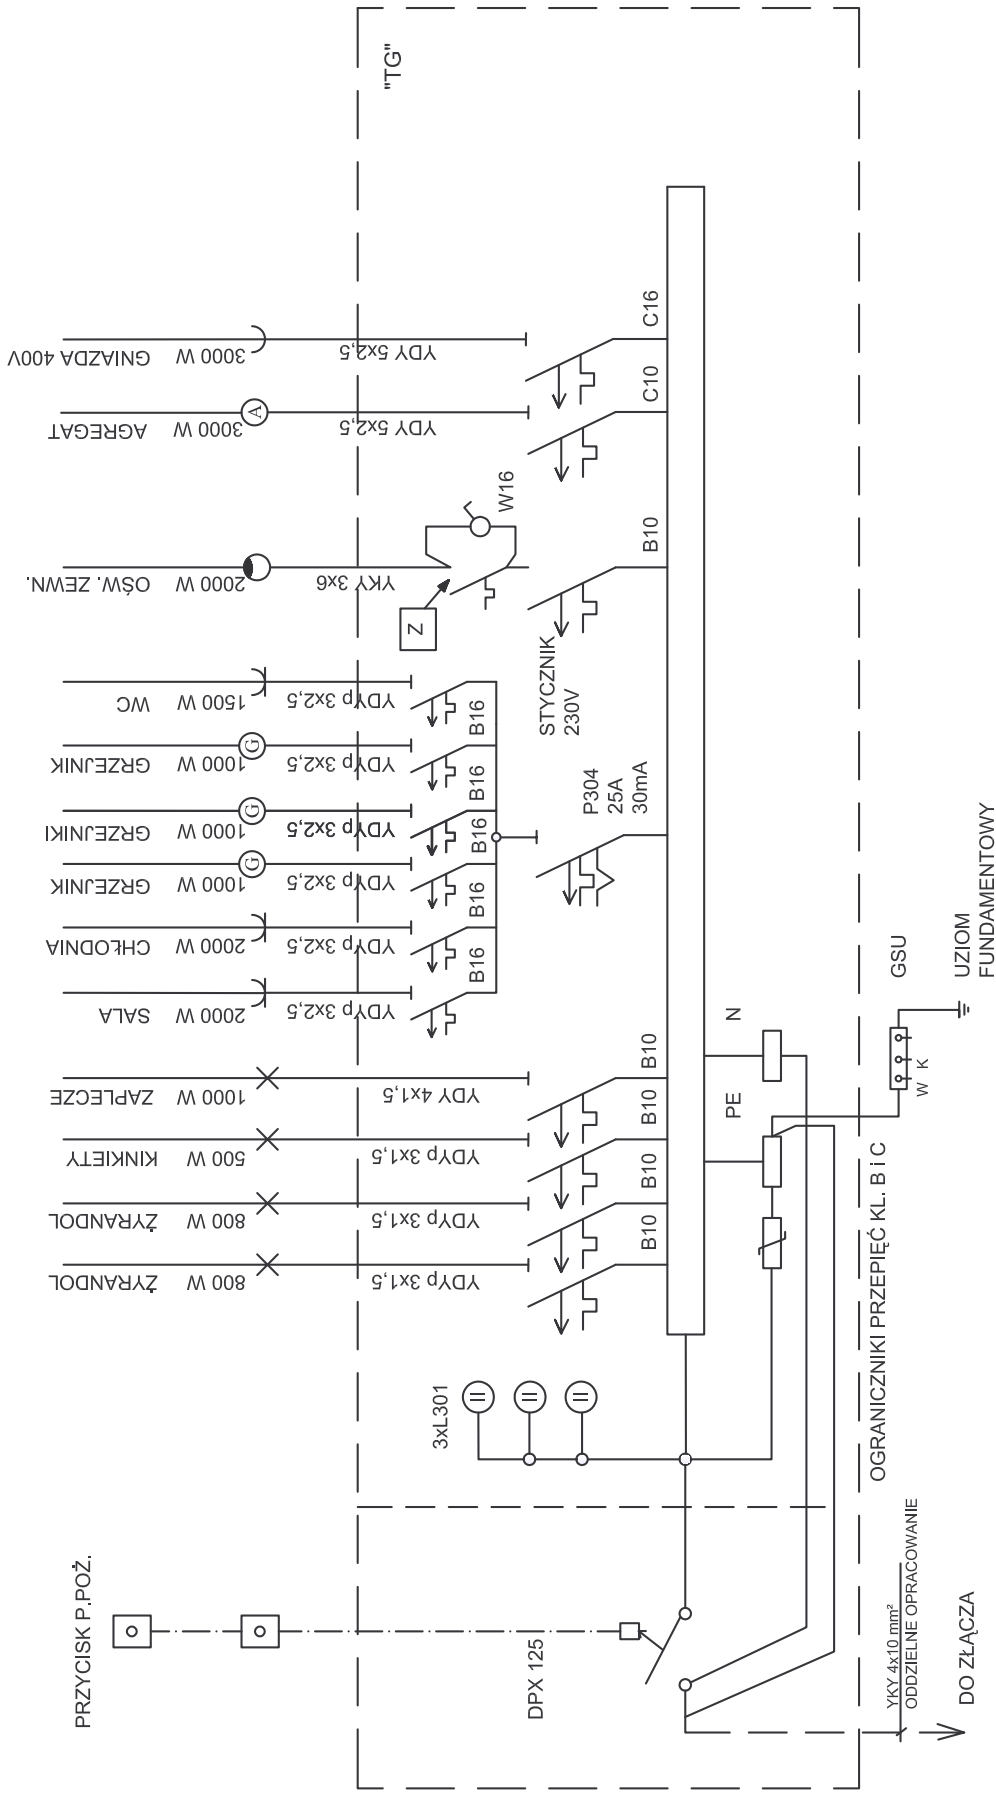 "TG"
GNIAZDA 400V
3000 W
YDY 5x2,5
C16
AGREGAT
3000 W
A
YDY 5x2,5
C10
OŚW. ZEWN.
2000 W
YKY 3x6
Z
W16
B10
STYCZNIK
230V
WC
1500 W
YDYp 3x2,5
B16
GRZEJNIK
1000 W
G
YDYp 3x2,5
B16
GRZEJNIKI
1000 W
G
YDYp 3x2,5
B16
GRZEJNIK
1000 W
G
YDYp 3x2,5
B16
CHŁODNIA
2000 W
YDYp 3x2,5
B16
SALA
2000 W
YDYp 3x2,5
P304
25A
30mA
ZAPLECZE
1000 W
YDY 4x1,5
B10
KINKIETY
500 W
YDYp 3x1,5
B10
ŻYRANDOL
800 W
YDYp 3x1,5
B10
ŻYRANDOL
800 W
YDYp 3x1,5
B10
N
PE
GSU
W K
UZIOM
FUNDAMENTOWY
OGRANICZNIKI PRZEPIĘĆ KL. B i C
3xL301
PRZYCISK P.POŻ.
DPX 125
YKY 4x10 mm²
ODDZIELNE OPRACOWANIE
DO ZŁĄCZA